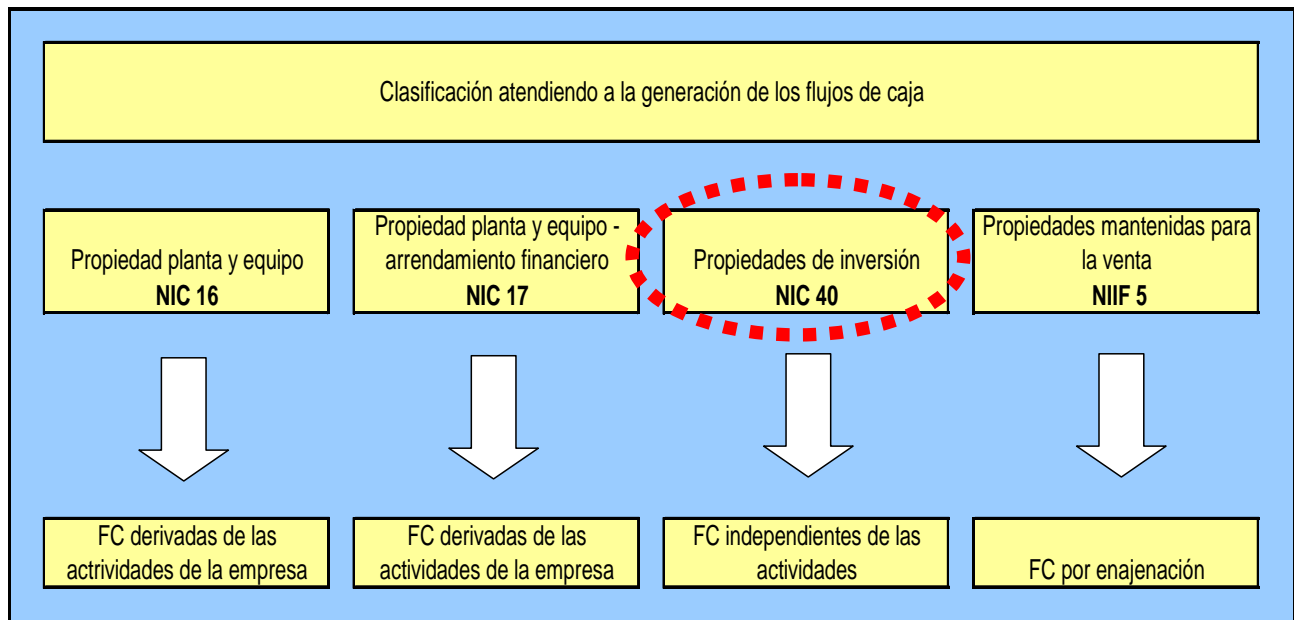 Clasificación atendiendo a la generación de los flujos de caja
Propiedad planta y equipo
NIC 16
Propiedad planta y equipo -
arrendamiento financiero
NIC 17
Propiedades de inversión
NIC 40
Propiedades mantenidas para
la venta
NIIF 5
FC derivadas de las
actrividades de la empresa
FC derivadas de las
actividades de la empresa
FC independientes de las
actividades
FC por enajenación